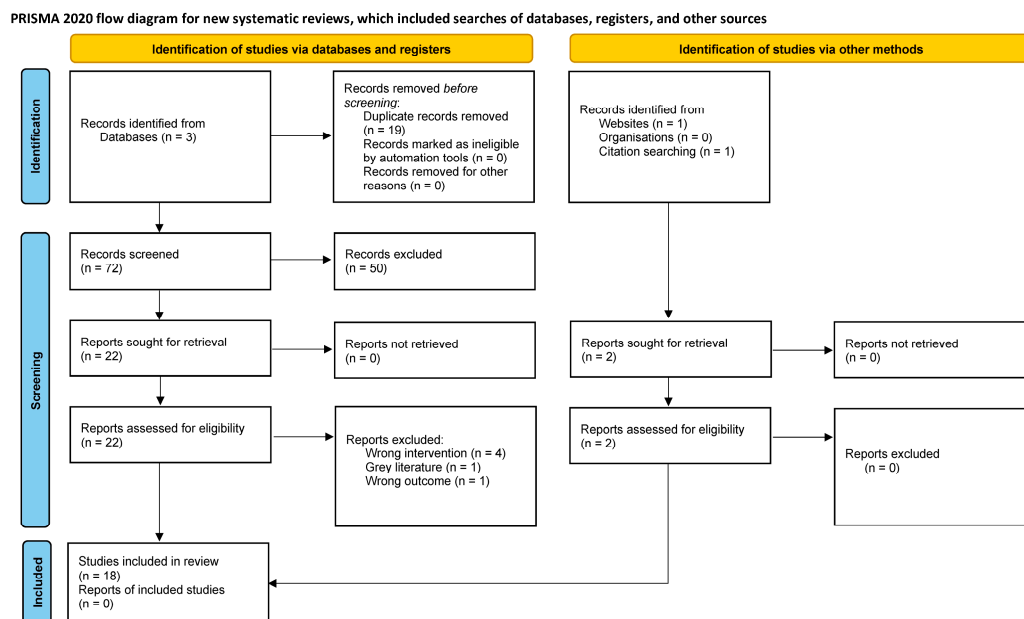 PRISMA 2020 flow diagram for new systematic reviews, which included searches of databases, registers, and other sources
Identification of studies via databases and registers
Identification of studies via other methods
Identification
Records identified from
Databases (n = 3)
Records removed before
screening:
Duplicate records removed
(n = 19)
Records marked as ineligible
by automation tools (n = 0)
Records removed for other
reasons (n = 0)
Records identified from
Websites (n = 1)
Organisations (n = 0)
Citation searching (n = 1)
Screening
Records screened
(n = 72)
Records excluded
(n = 50)
Reports sought for retrieval
(n = 22)
Reports not retrieved
(n = 0)
Reports sought for retrieval
(n = 2)
Reports not retrieved
(n = 0)
Reports assessed for eligibility
(n = 22)
Reports excluded:
Wrong intervention (n = 4)
Grey literature (n = 1)
Wrong outcome (n = 1)
Reports assessed for eligibility
(n = 2)
Reports excluded
(n = 0)
Included
Studies included in review
(n = 18)
Reports of included studies
(n = 0)